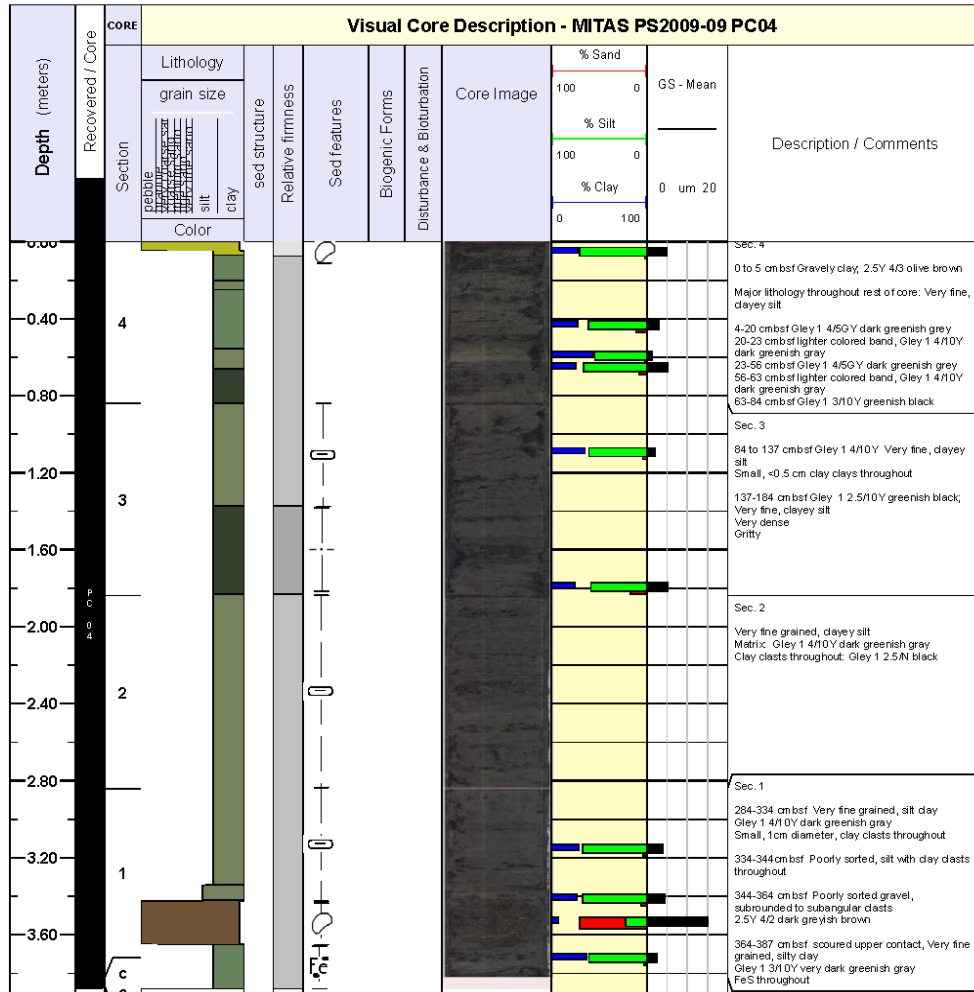 CORE
Visual Core Description - MITAS PS2009-09 PC04
Depth (meters)
Recovered / Core
Section
Lithology
grain size
pebble
silt
clay
Color
sed structure
Relative firmness
Sed features
Biogenic Forms
Disturbance & Bioturbation
Core Image
% Sand
100 0
% Silt
100 0
% Clay
0 100
GS - Mean
0 um 20
Description / Comments
0.00
0.40
0.80
1.20
1.60
2.00
2.40
2.80
3.20
3.60
PC 04
4
3
2
1
c
Fe
Sec. 4
0 to 5 cmbsf Gravely clay; 2.5Y 4/3 olive brown
Major lithology throughout rest of core: Very fine,
clayey silt
4-20 cmbsf Gley 1 4/5GY dark greenish grey
20-23 cmbsf lighter colored band, Gley 1 4/10Y
dark greenish gray
23-56 cmbsf Gley 1 4/5GY dark greenish grey
56-63 cmbsf lighter colored band, Gley 1 4/10Y
dark greenish gray
63-84 cmbsf Gley 1 3/10Y greenish black
Sec. 3
84 to 137 cmbsf Gley 1 4/10Y Very fine, clayey
silt
Small, <0.5 cm clay clays throughout
137-184 cmbsf Gley 1 2.5/10Y greenish black;
Very fine, clayey silt
Very dense
Gritty
Sec. 2
Very fine grained, clayey silt
Matrix: Gley 1 4/10Y dark greenish gray
Clay clasts throughout: Gley 1 2.5/N black
Sec. 1
284-334 cmbsf Very fine grained, silt clay
Gley 1 4/10Y dark greenish gray
Small, 1cm diameter, clay clasts throughout
334-344cmbsf Poorly sorted, silt with clay clasts
throughout
344-364 cmbsf Poorly sorted gravel,
subrounded to subangular clasts
2.5Y 4/2 dark greyish brown
364-387 cmbsf scoured upper contact, Very fine
grained, silty clay
Gley 1 3/10Y very dark greenish gray
FeS throughout